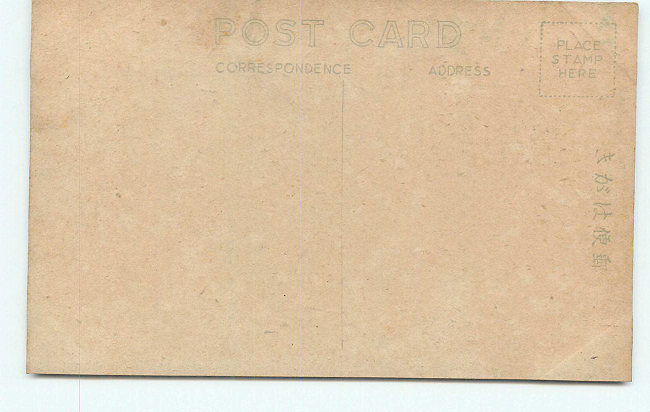 POST CARD
CORRESPONDENCE
ADDRESS
PLACE
STAMP
HERE
きがは便郵